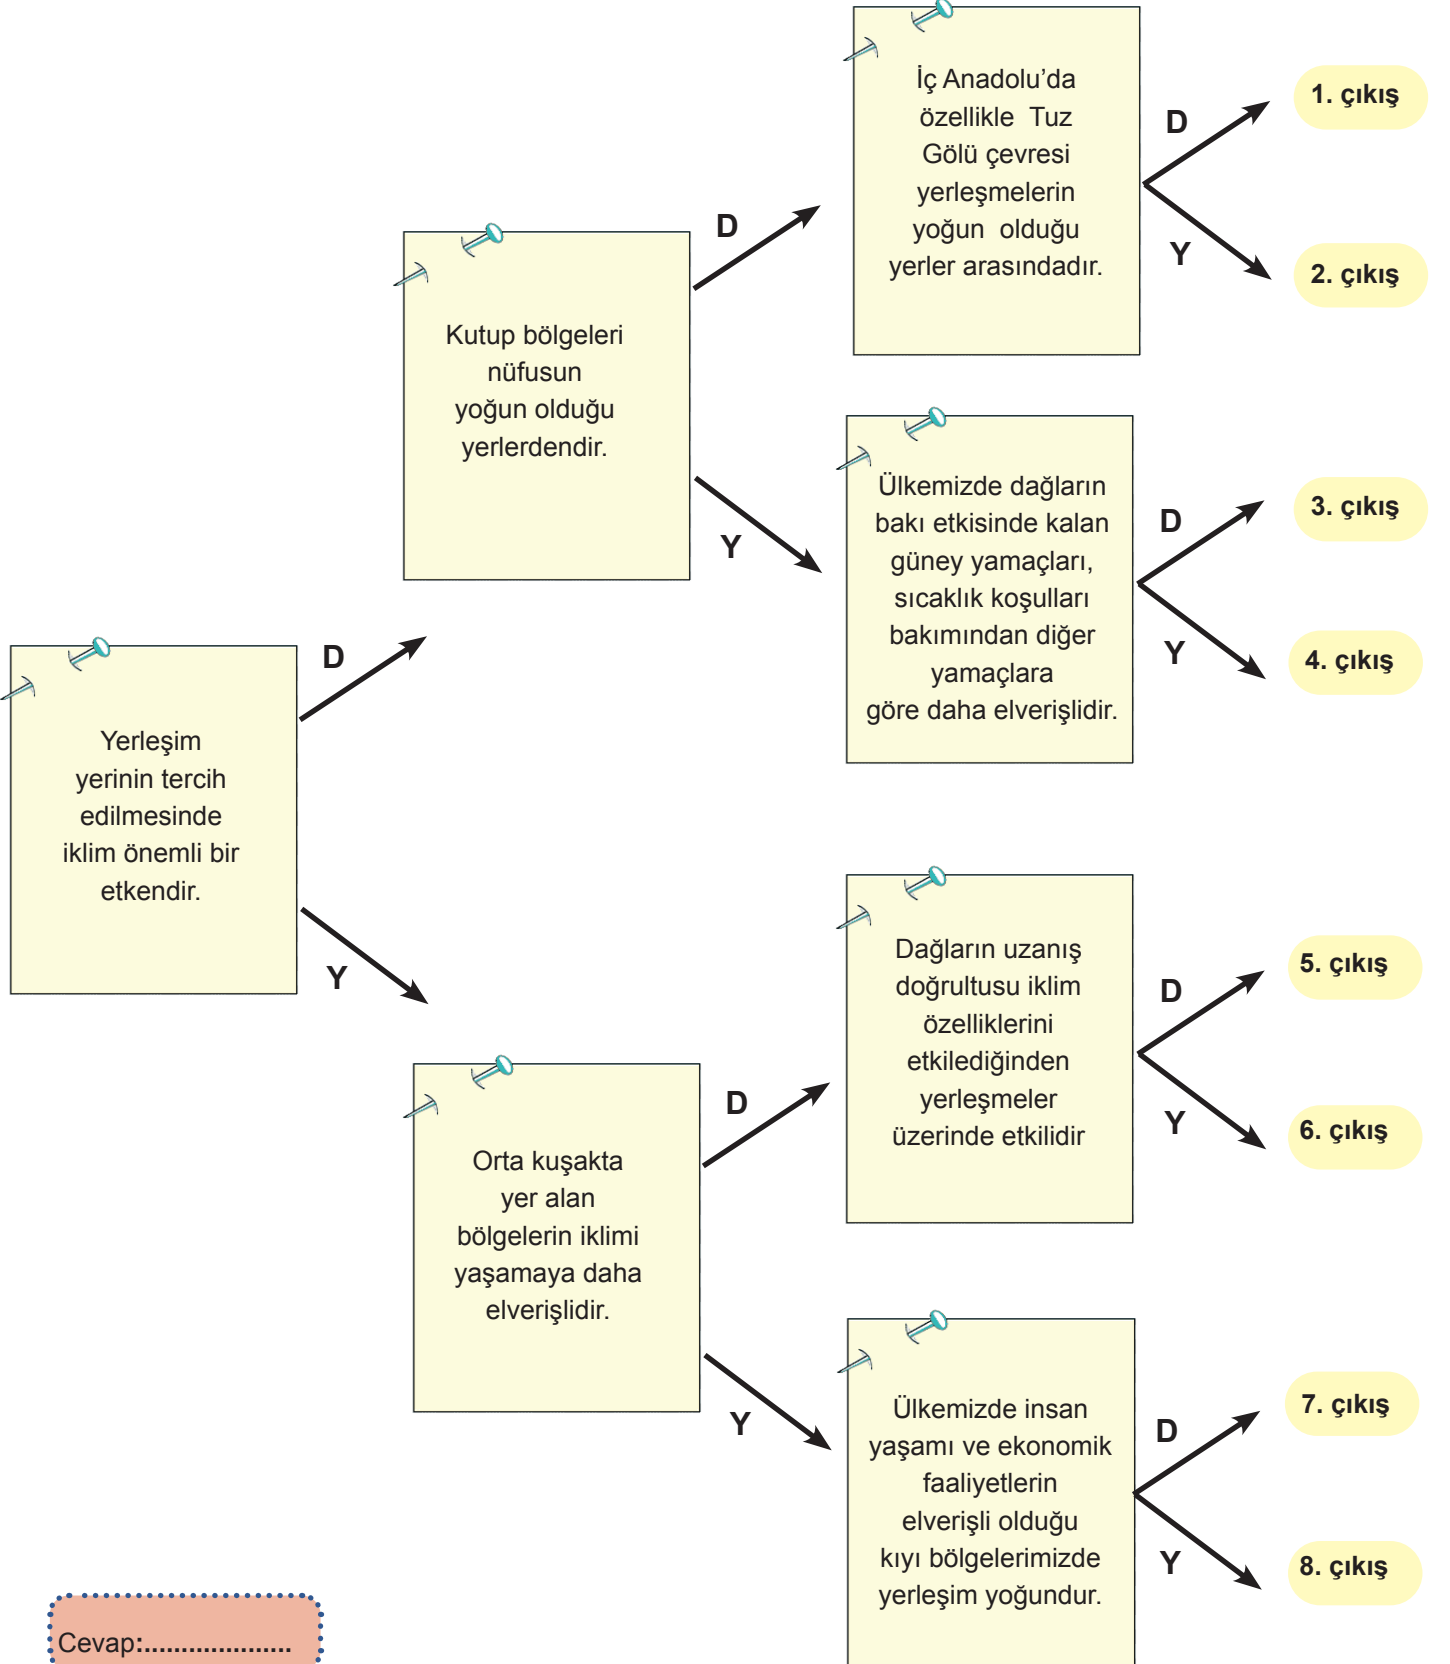 İç Anadolu'da
özellikle Tuz
Gölü çevresi
yerleşmelerin
yoğun olduğu
yerler arasındadır.
D
Y
1. çıkış
2. çıkış
Kutup bölgeleri
nüfusun
yoğun olduğu
yerlerdendir.
D
Y
Ülkemizde dağların
bakı etkisinde kalan
güney yamaçları,
sıcaklık koşulları
bakımından diğer
yamaçlara
göre daha elverişlidir.
D
Y
3. çıkış
4. çıkış
Yerleşim
yerinin tercih
edilmesinde
iklim önemli bir
etkendir.
D
Y
Dağların uzanış
doğrultusu iklim
özelliklerini
etkilediğinden
yerleşmeler
üzerinde etkilidir
D
Y
5. çıkış
6. çıkış
Orta kuşakta
yer alan
bölgelerin iklimi
yaşamaya daha
elverişlidir.
D
Y
Ülkemizde insan
yaşamı ve ekonomik
faaliyetlerin
elverişli olduğu
kıyı bölgelerimizde
yerleşim yoğundur.
D
Y
7. çıkış
8. çıkış
Cevap:....................